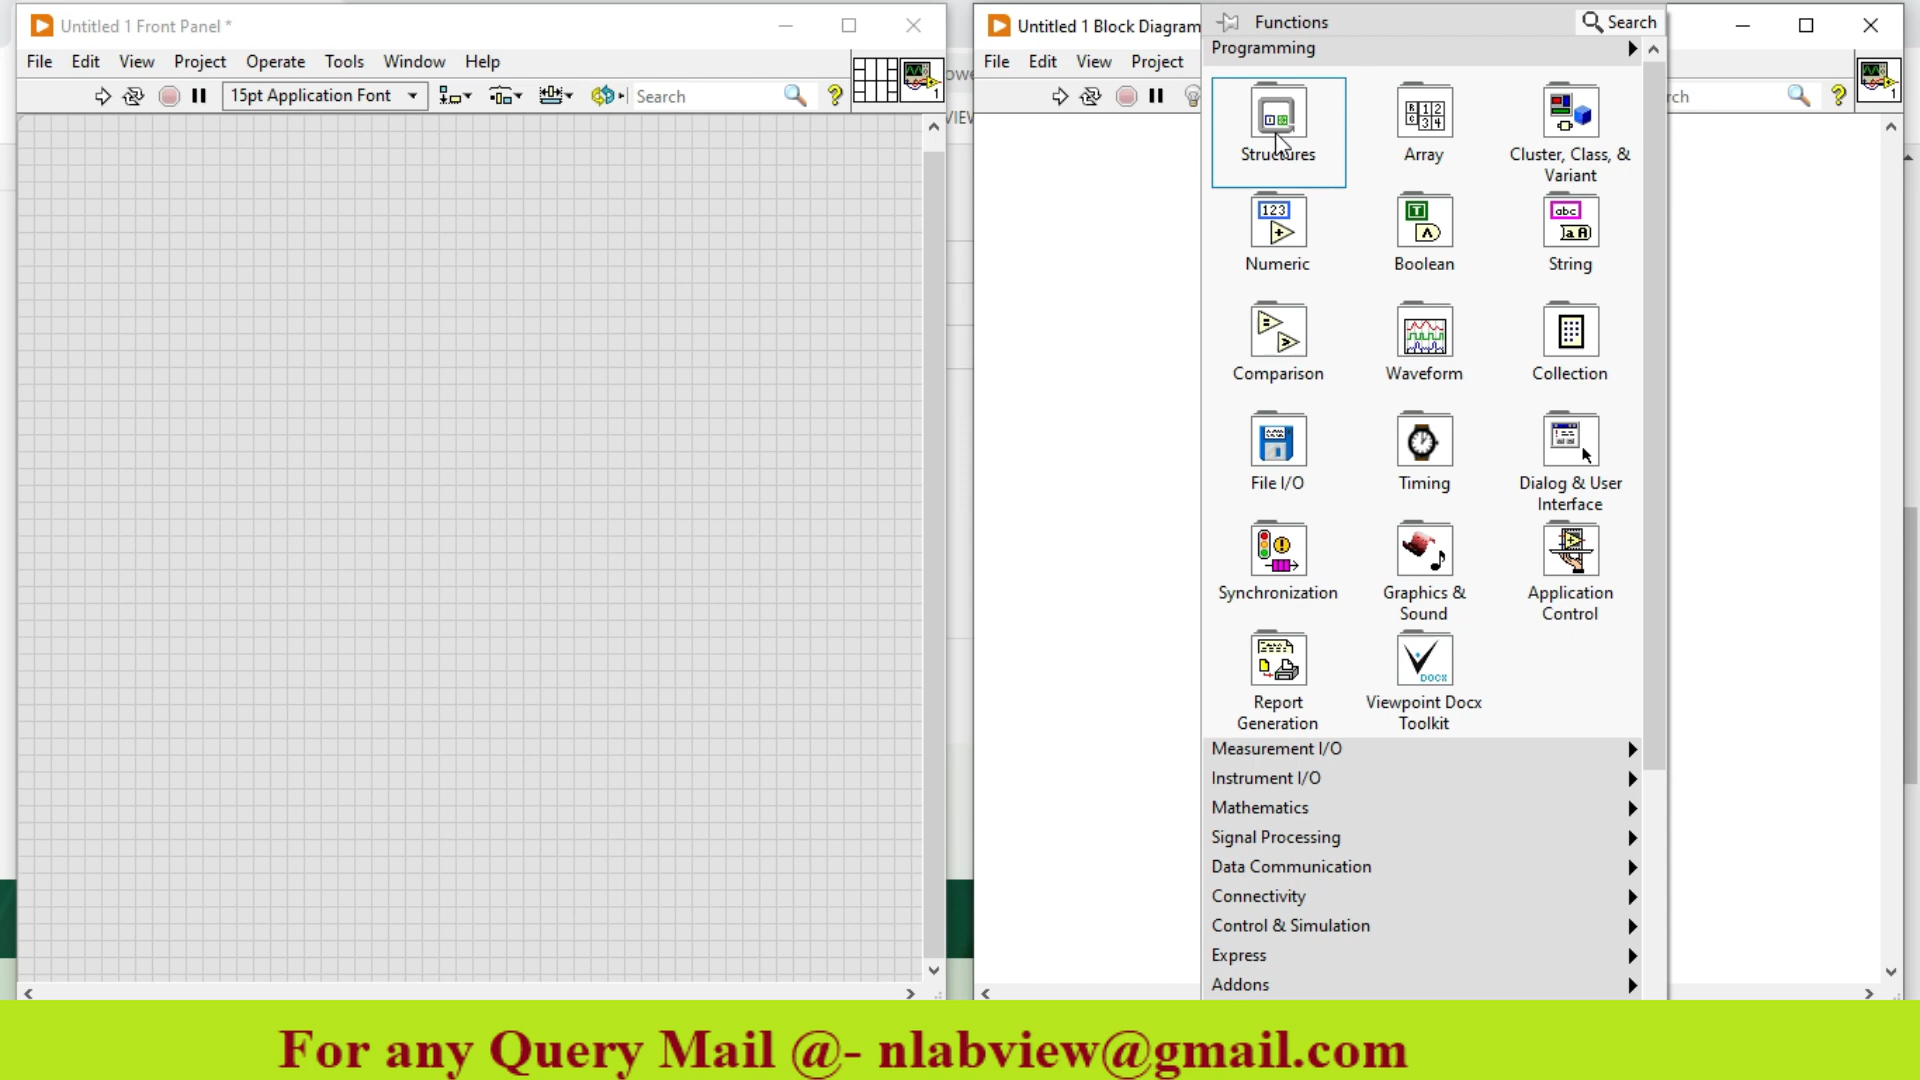 Untitled 1 Front Panel *
File Edit View Project Operate Tools Window Help
15pt Application Font
Search
1
Untitled 1 Block Diagram
File Edit View Project
1
Functions
Search
Programming
Structures
Array
Cluster, Class, &
Variant
Numeric
Boolean
String
Comparison
Waveform
Collection
File I/O
Timing
Dialog & User
Interface
Synchronization
Graphics &
Sound
Application
Control
Report
Generation
DOCX
Viewpoint Docx
Toolkit
Measurement I/O
Instrument I/O
Mathematics
Signal Processing
Data Communication
Connectivity
Control & Simulation
Express
Addons
For any Query Mail @- nlabview@gmail.com